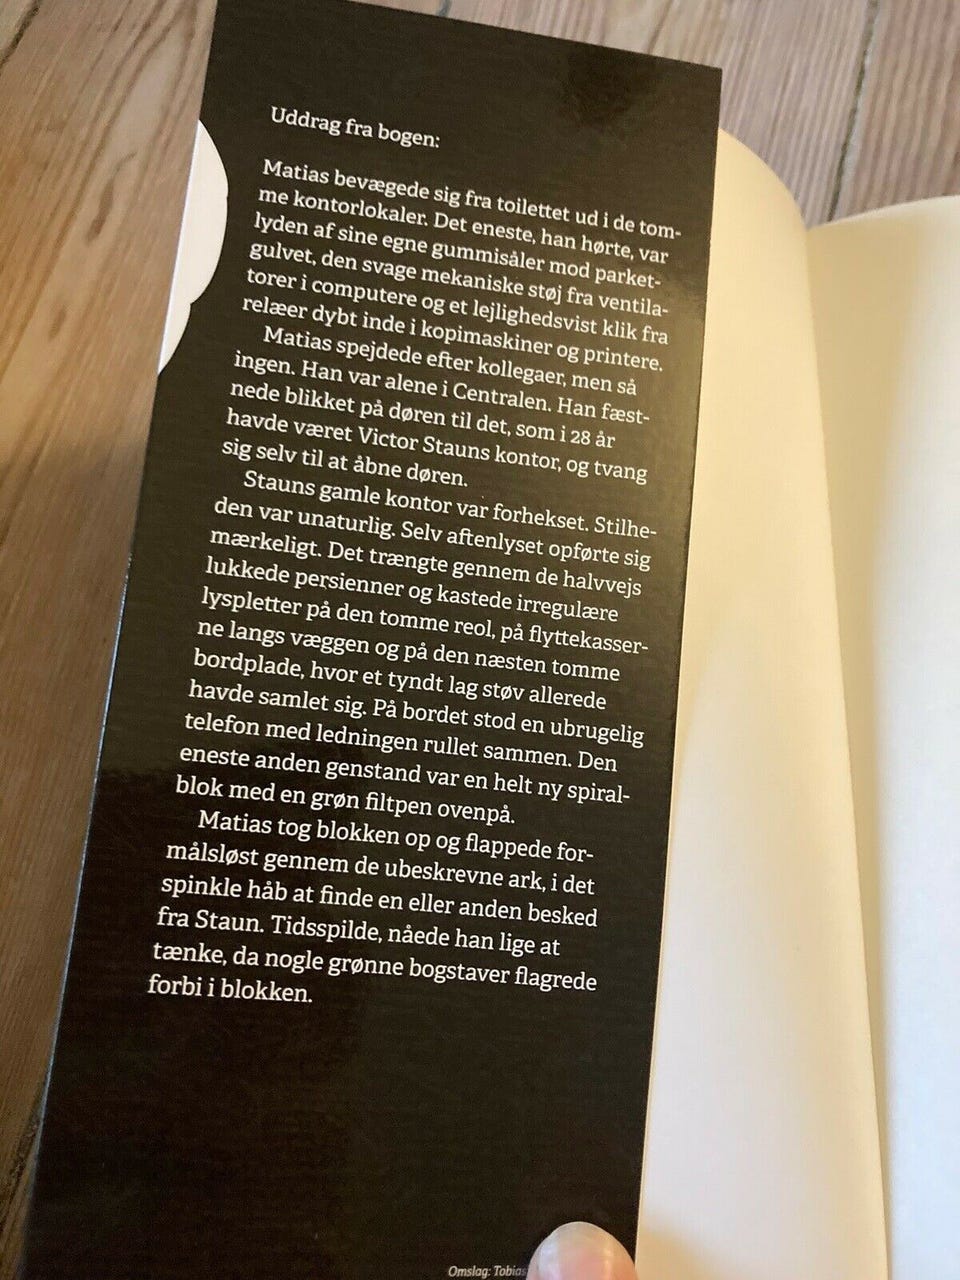 Uddrag fra bogen:
Matias bevægede sig fra toilettet ud i de tom-
me kontorlokaler. Det eneste, han hørte, var
lyden af sine egne gummisåler mod parket-
gulvet, den svage mekaniske støj fra ventila-
torer i computere og et lejlighedsvist klik fra
relæer dybt inde i kopimaskiner og printere.
Matias spejdede efter kollegaer, men så
ingen. Han var alene i Centralen. Han fæst-
nede blikket på døren til det, som i 28 år
havde været Victor Stauns kontor, og tvang
sig selv til at åbne døren.
Stauns gamle kontor var forhekset. Stilhe-
den var unaturlig. Selv aftenlyset opførte sig
mærkeligt. Det trængte gennem de halvvejs
lukkede persienner og kastede irregulære
lyspletter på den tomme reol, på flyttekasser-
ne langs væggen og på den næsten tomme
bordplade, hvor et tyndt lag støv allerede
havde samlet sig. På bordet stod en ubrugelig
telefon med ledningen rullet sammen. Den
eneste anden genstand var en helt ny spiral-
blok med en grøn filtpen ovenpå.
Matias tog blokken op og flappede for-
målsløst gennem de ubeskrevne ark, i det
spinkle håb at finde en eller anden besked
fra Staun. Tidsspilde, nåede han lige at
tænke, da nogle grønne bogstaver flagrede
forbi i blokken.
Omslag: Tobias